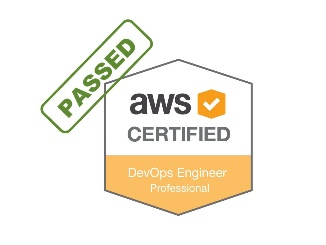 PASSED
aws
CERTIFIED
DevOps Engineer
Professional